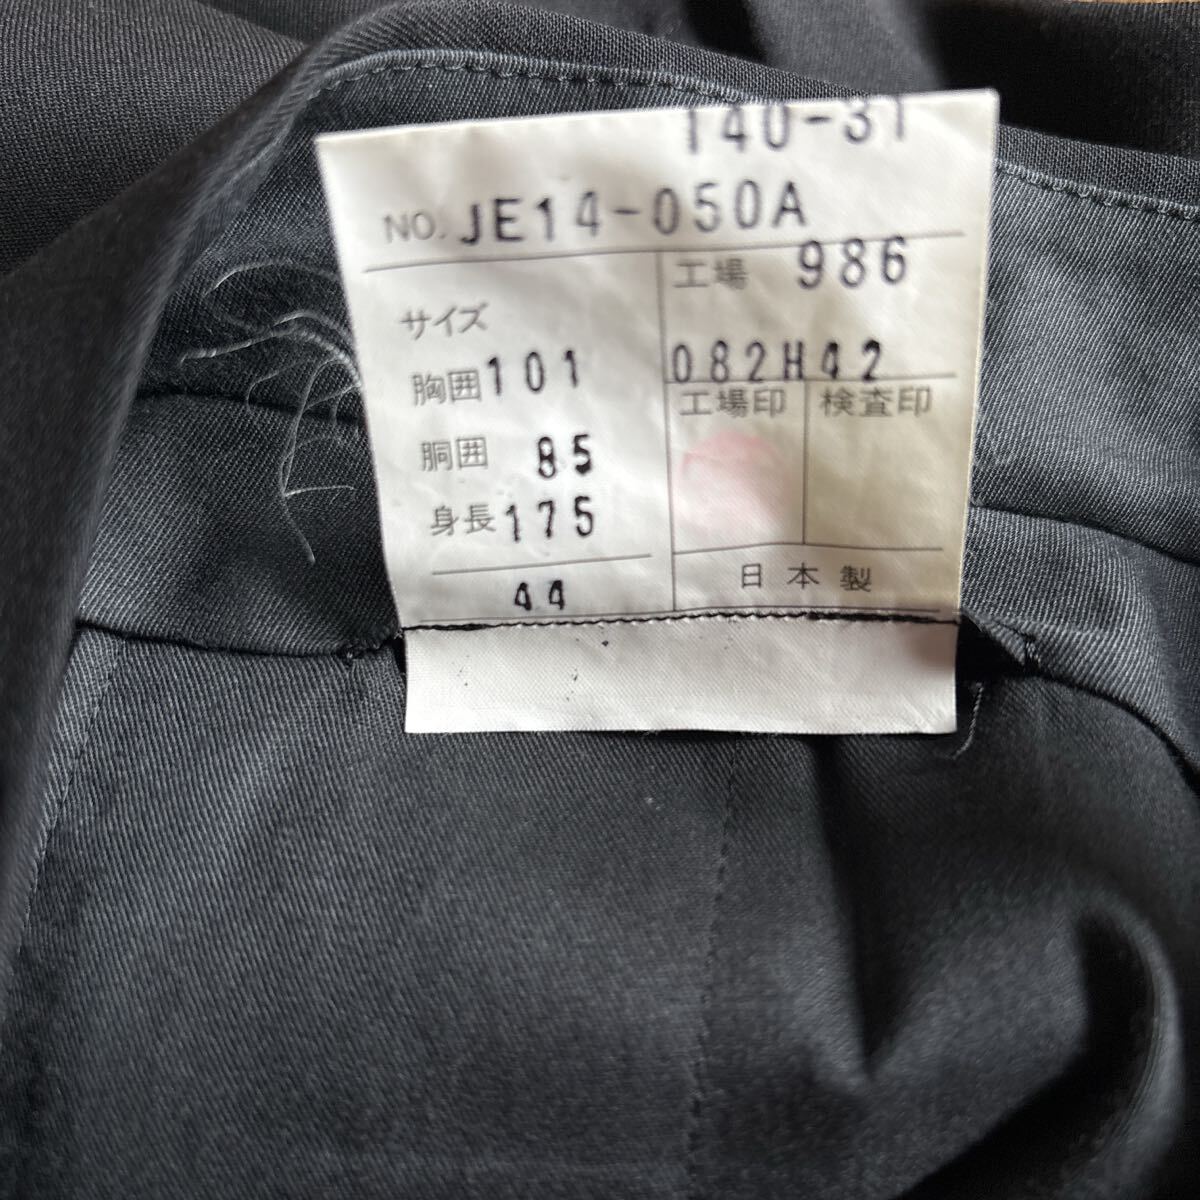 140-31
NO. JE14-050A
工場 986
サイズ
082H42
胸囲 101
工場印 検査印
胴囲 85
身長 175
日本製
44